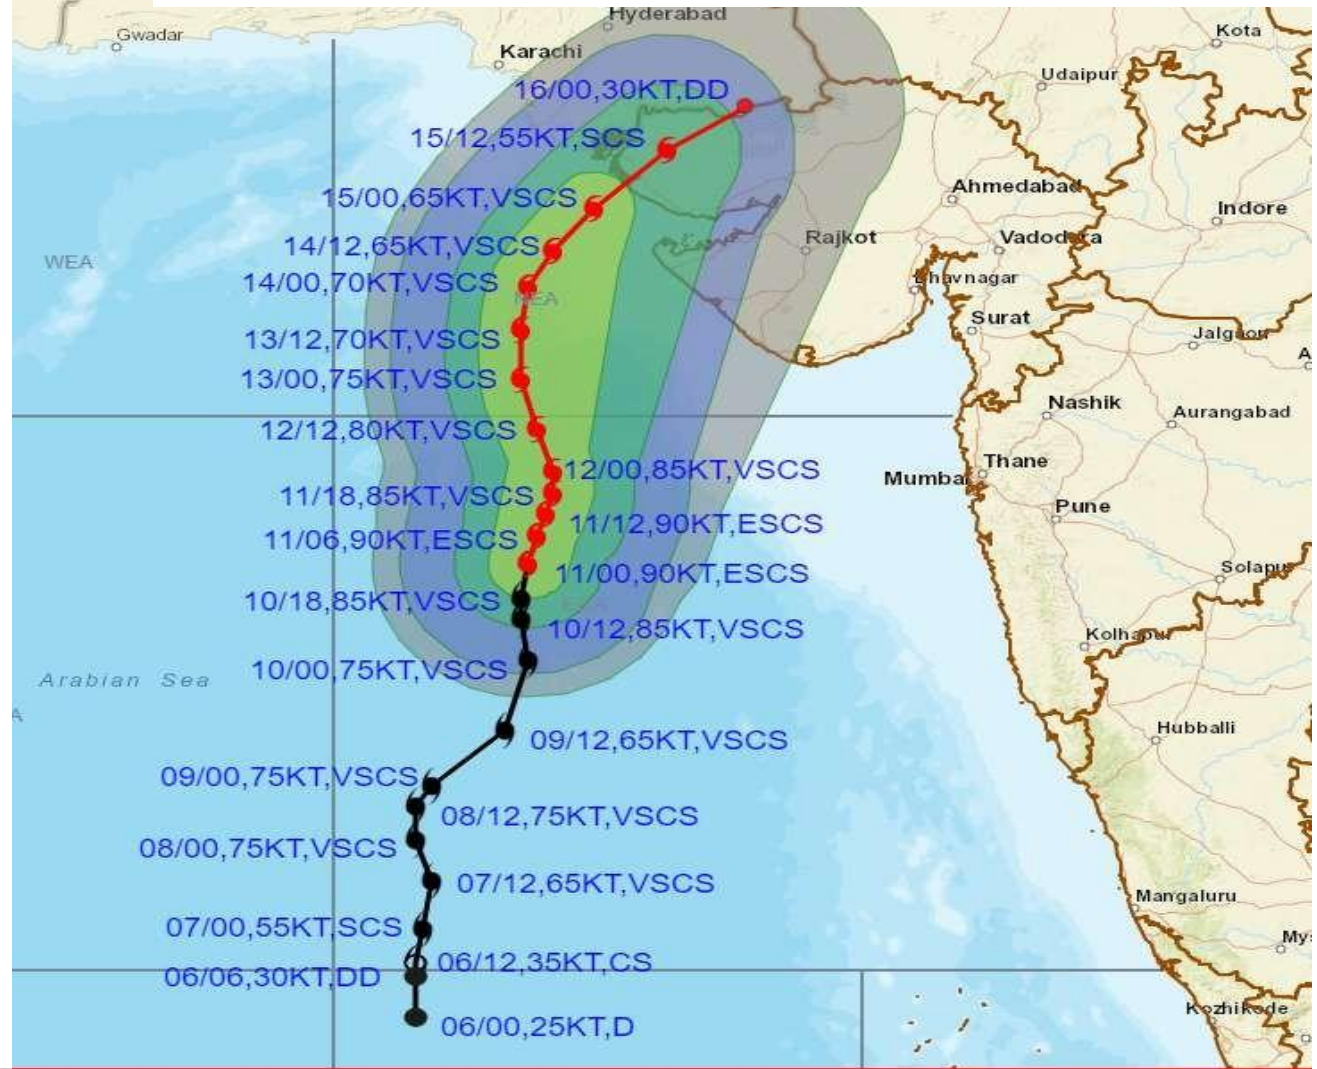 Hyderabad
Gwadar
Kota
Karachi
Udaipur
16/00,30KT,DD
15/12,55KT,SCS
Ahmedabad
15/00,65KT,VSCS
Indore
Rajkot
Vadodara
14/12,65KT,VSCS
WEA
14/00,70KT,VSCS
Bhavnagar
NEA
Surat
13/12,70KT,VSCS
Jalgaon
A
13/00,75KT,VSCS
Nashik
Aurangabad
12/12,80KT,VSCS
Thane
12/00,85KT,VSCS
Mumbai
11/18,85KT,VSCS
Pune
11/12,90KT,ESCS
11/06,90KT,ESCS
Solapur
11/00,90KT,ESCS
10/18,85KT,VSCS
10/12,85KT,VSCS
Kolhapur
10/00,75KT,VSCS
Arabian Sea
A
Hubballi
09/12,65KT,VSCS
09/00,75KT,VSCS
08/12,75KT,VSCS
08/00,75KT,VSCS
07/12,65KT,VSCS
Mangaluru
07/00,55KT,SCS
Mys
06/12,35KT,CS
06/06,30KT,DD
Kozhikode
06/00,25KT,D